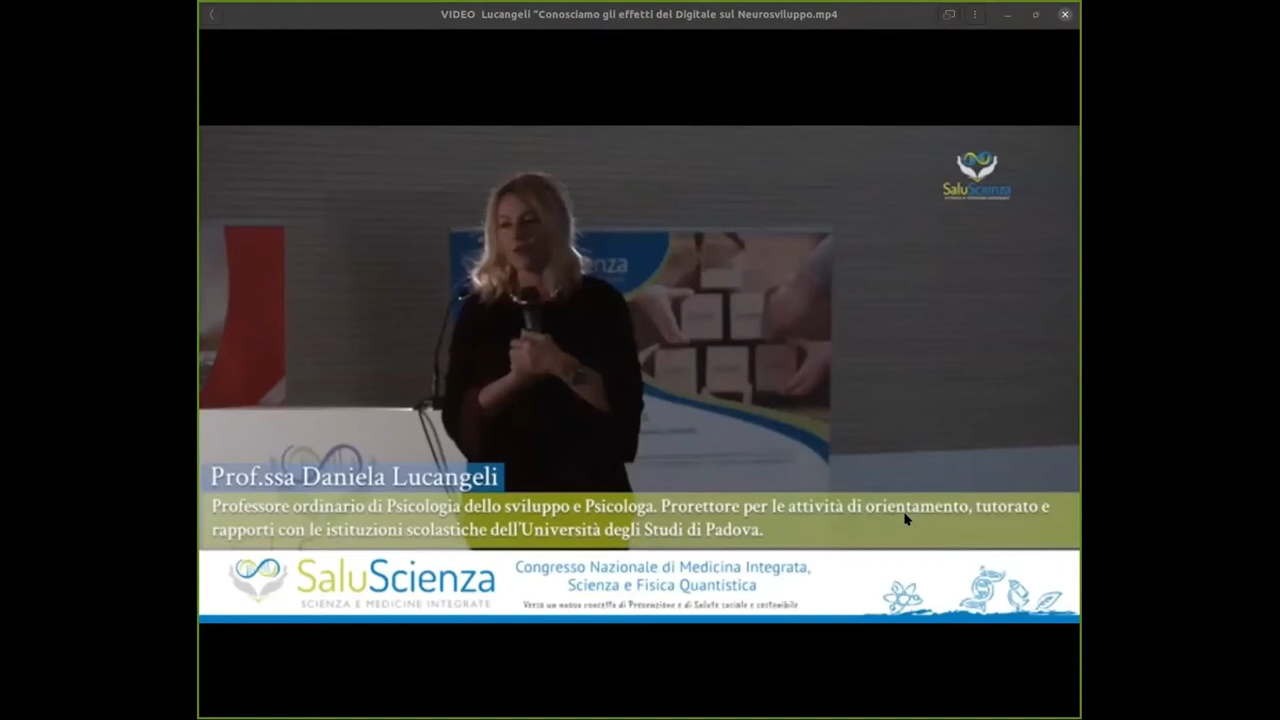 VIDEO Lucangeli "Conosciamo gli effetti del Digitale sul Neurosviluppo.mp4
SaluScienza
enza
Prof.ssa Daniela Lucangeli
Professore ordinario di Psicologia dello sviluppo e Psicologa. Prorettore per le attività di orientamento, tutorato e
rapporti con le istituzioni scolastiche dell'Università degli Studi di Padova.
SaluScienza
SCIENZA E MEDICINE INTEGRATE
Congresso Nazionale di Medicina Integrata,
Scienza e Fisica Quantistica
Verso un nuovo concetto di Prevenzione e di Salute sociale e sostenibile